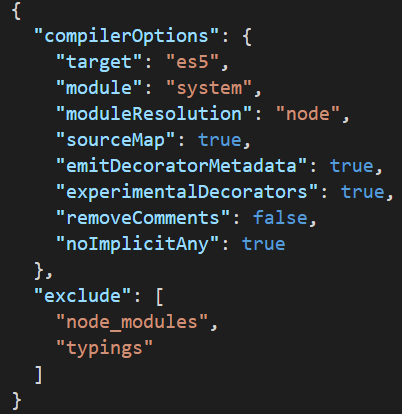 {
  "compilerOptions": {
    "target": "es5",
    "module": "system",
    "moduleResolution": "node",
    "sourceMap": true,
    "emitDecoratorMetadata": true,
    "experimentalDecorators": true,
    "removeComments": false,
    "noImplicitAny": true
  },
  "exclude": [
    "node_modules",
    "typings"
  ]
}